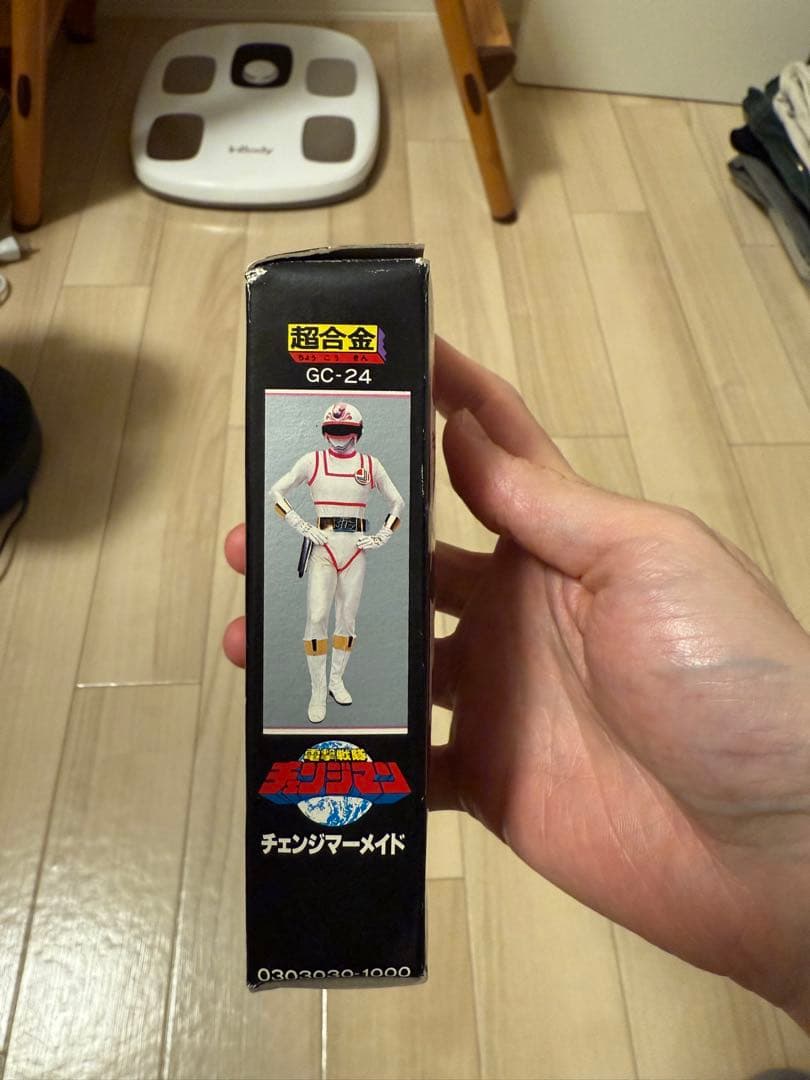 InBody
超合金
ちょう ごう きん
GC-24
電撃戦隊
チェンジマン
チェンジマーメイド
0303030-1000